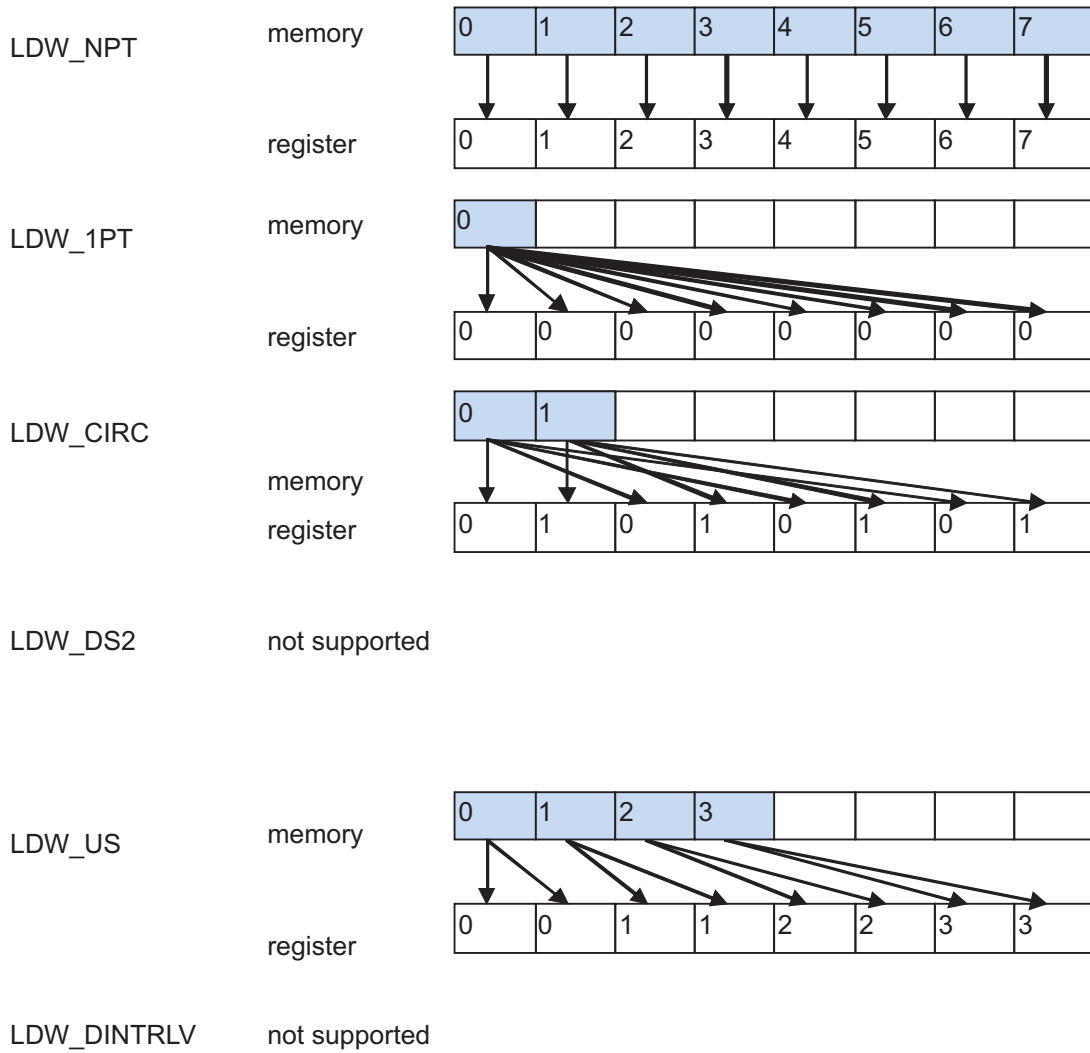 LDW_NPT
memory
0 1 2 3 4 5 6 7
register
0 1 2 3 4 5 6 7
LDW_1PT
memory
0
register
0 0 0 0 0 0 0 0
LDW_CIRC
0 1
memory
register
0 1 0 1 0 1 0 1
LDW_DS2 not supported
LDW_US
memory
0 1 2 3
register
0 0 1 1 2 2 3 3
LDW_DINTRLV not supported